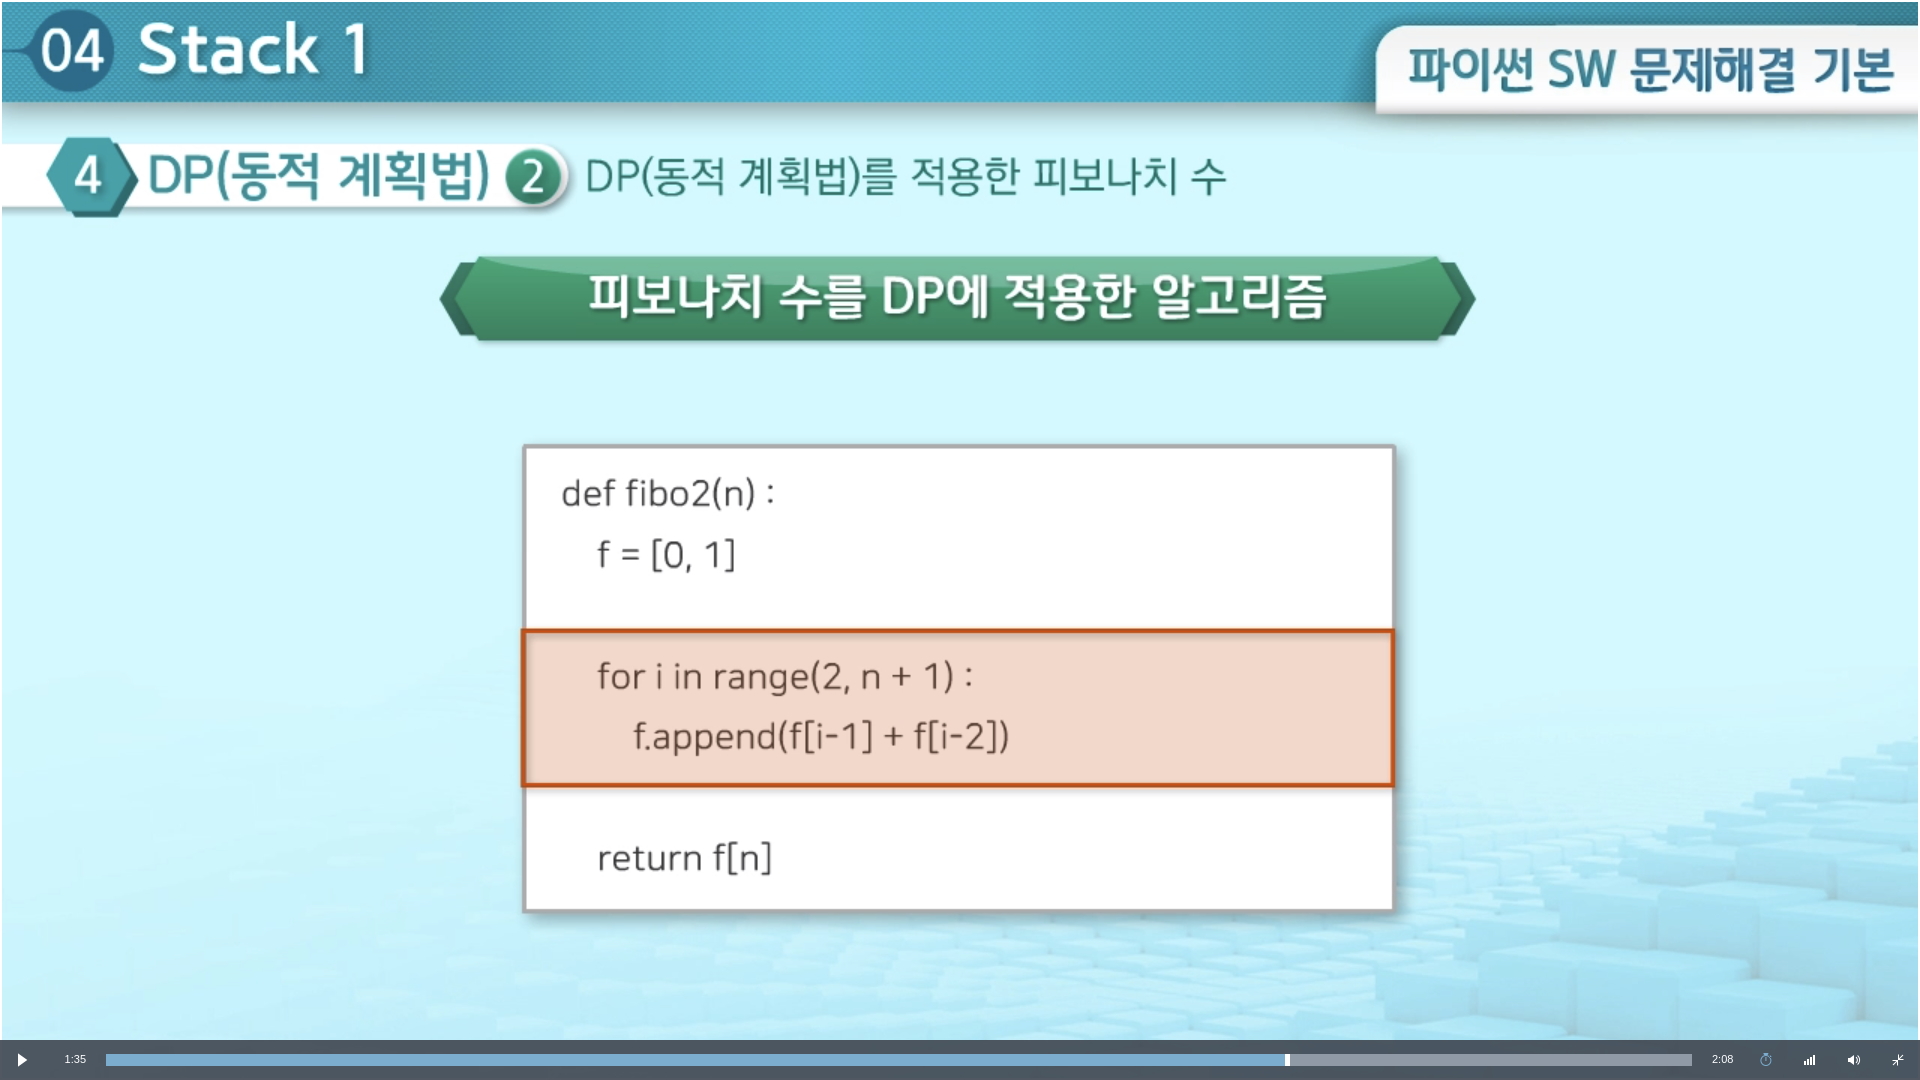 04 Stack 1
파이썬 SW 문제해결 기본
4 DP(동적 계획법) 2 DP(동적 계획법)를 적용한 피보나치 수
피보나치 수를 DP에 적용한 알고리즘
def fibo2(n) :
f = [0, 1]
for i in range(2, n + 1) :
f.append(f[i-1] + f[i-2])
return f[n]
1:35
2:08